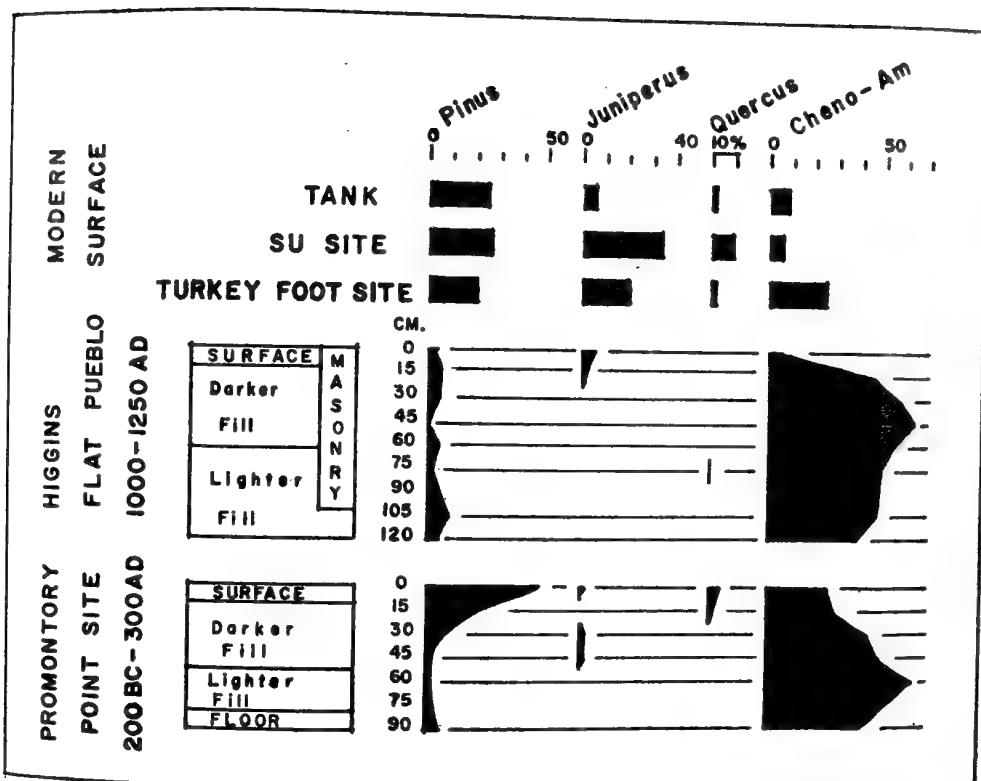 Pinus Juniperus Quercus Cheno-Am
0 50 0 40 10% 0 50
MODERN SURFACE
TANK
SU SITE
TURKEY FOOT SITE
HIGGINS FLAT PUEBLO 1000-1250 AD
SURFACE
Darker
Fill
Lighter
Fill
MASONRY
CM.
0
15
30
45
60
75
90
105
120
PROMONTORY POINT SITE 200 BC-300 AD
SURFACE
Darker
Fill
Lighter
Fill
FLOOR
0
15
30
45
60
75
90